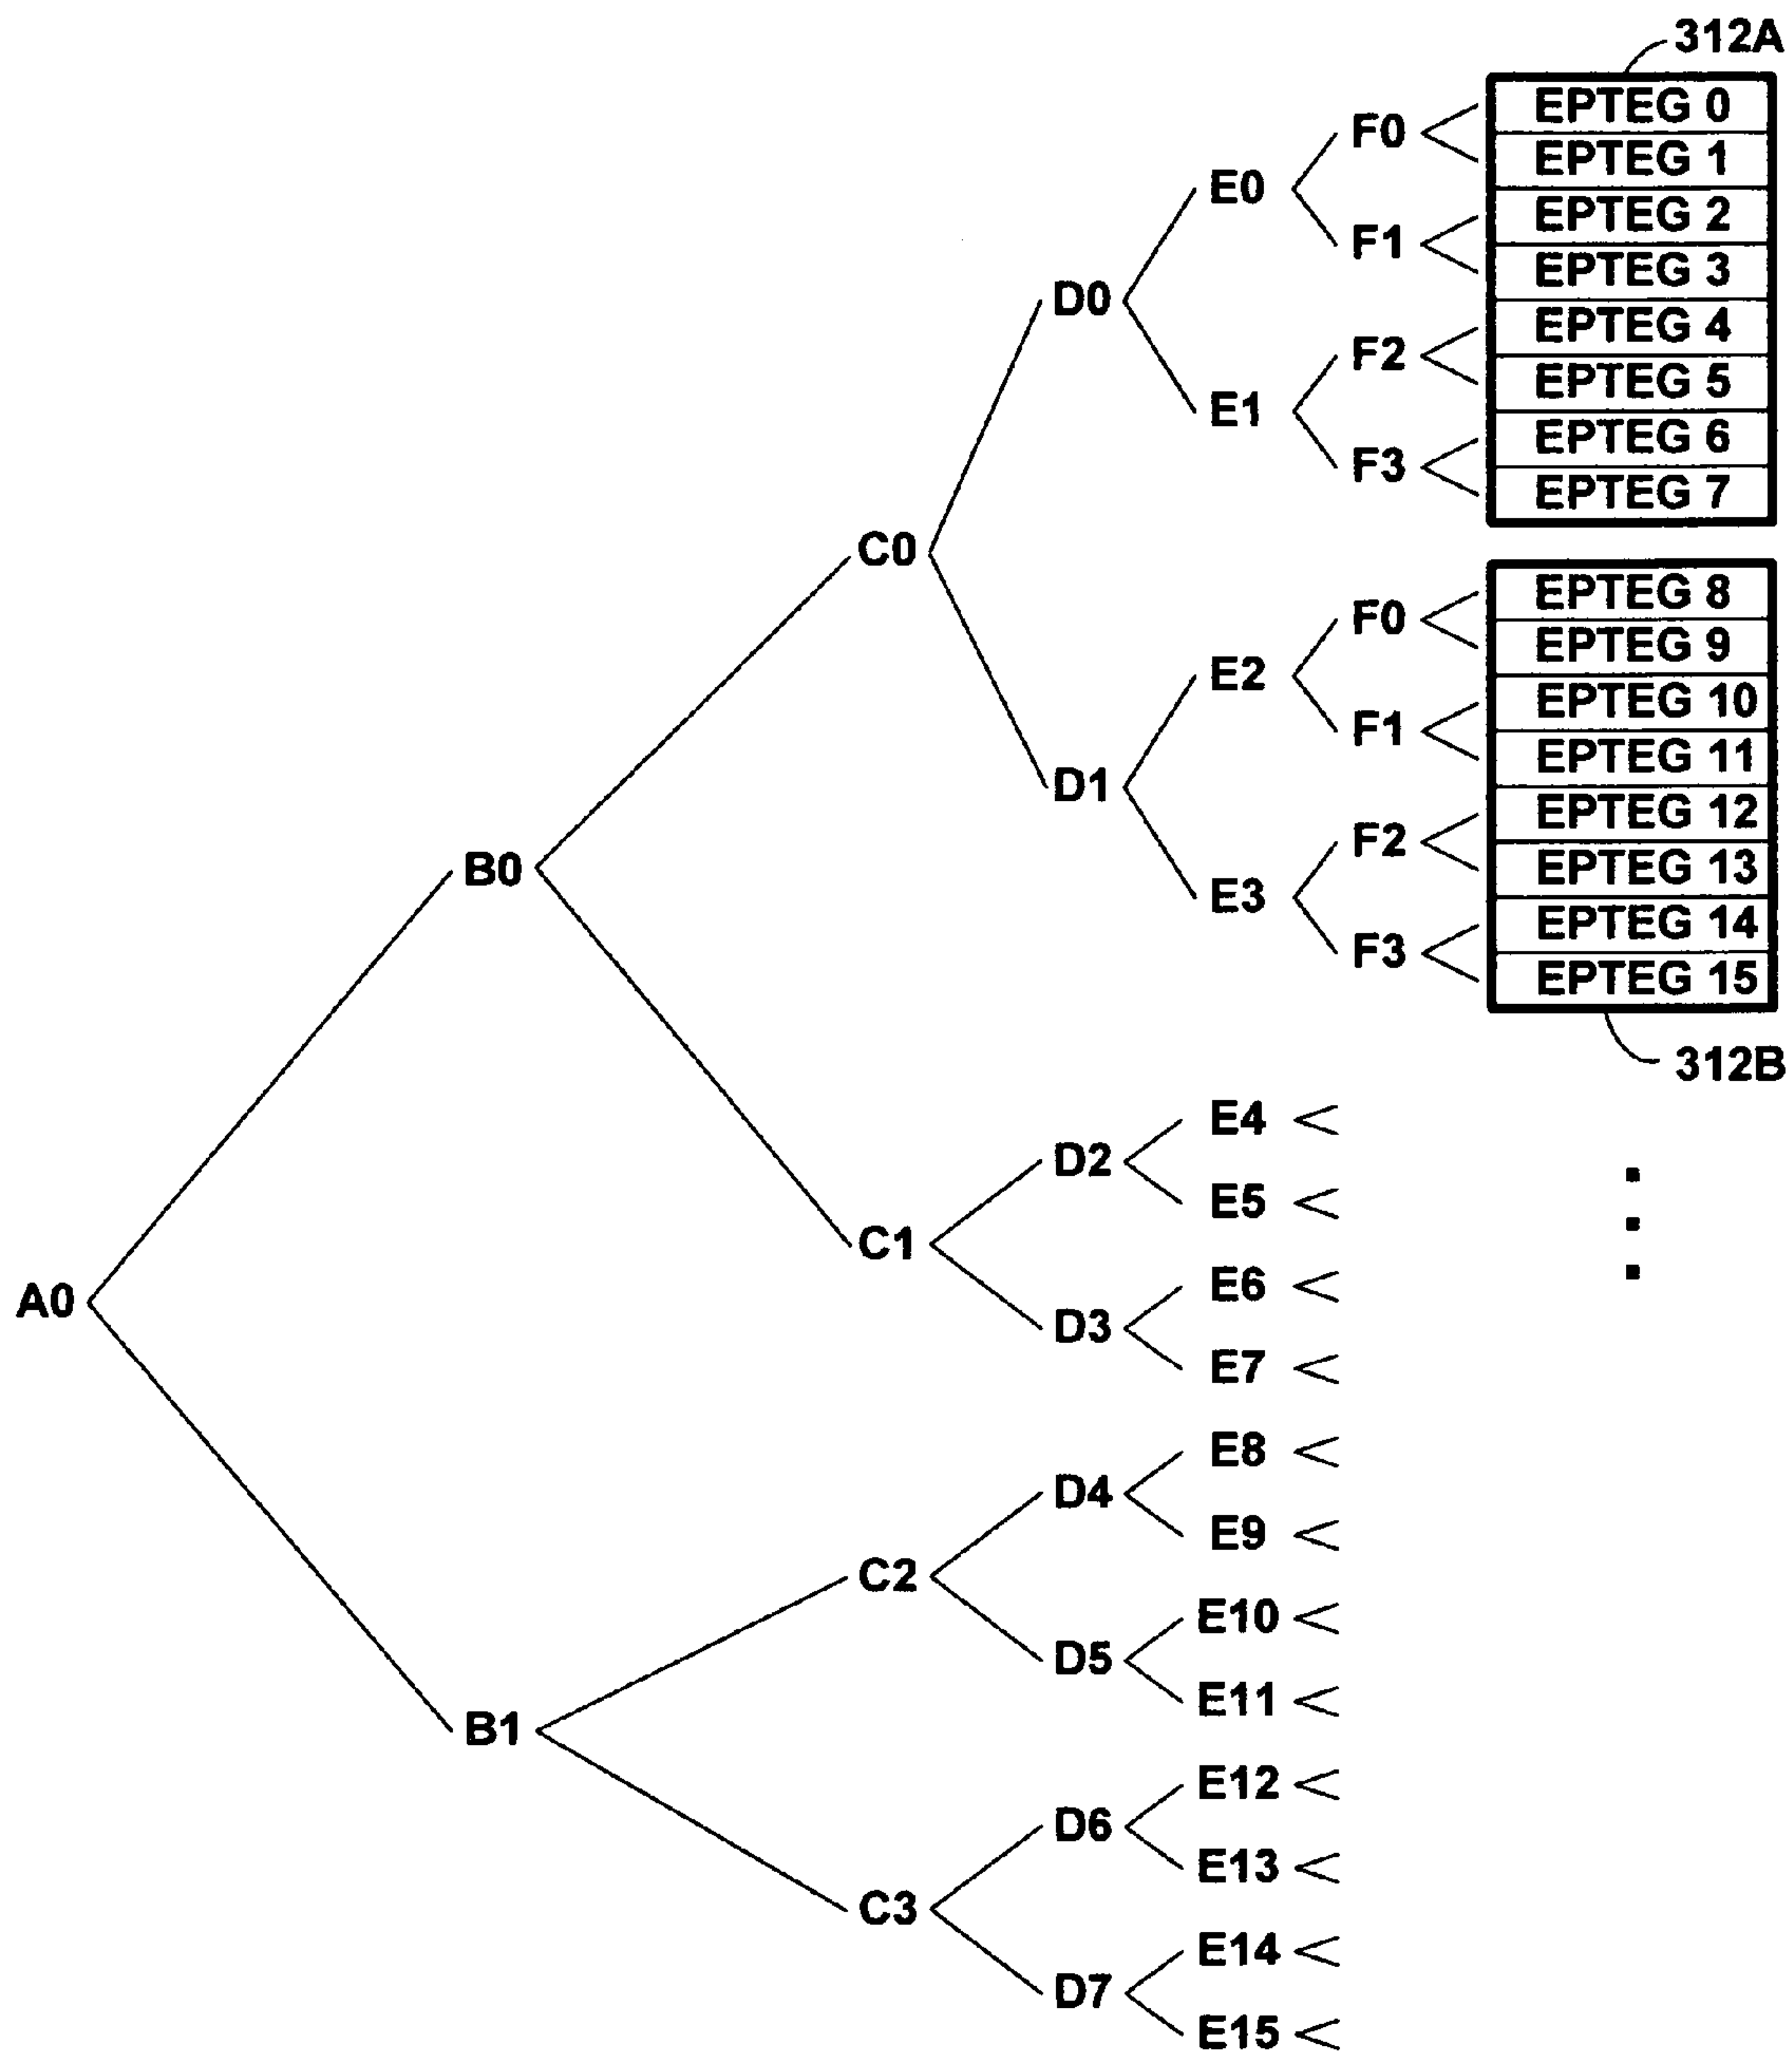 312A
EPTEG 0
F0
EPTEG 1
E0
EPTEG 2
F1
EPTEG 3
D0
EPTEG 4
F2
EPTEG 5
E1
EPTEG 6
F3
EPTEG 7
C0
EPTEG 8
F0
EPTEG 9
E2
EPTEG 10
F1
EPTEG 11
D1
EPTEG 12
F2
EPTEG 13
B0
E3
EPTEG 14
F3
EPTEG 15
312B
E4
D2
E5
C1
E6
A0
D3
E7
E8
D4
E9
C2
E10
D5
E11
B1
E12
D6
E13
C3
E14
D7
E15